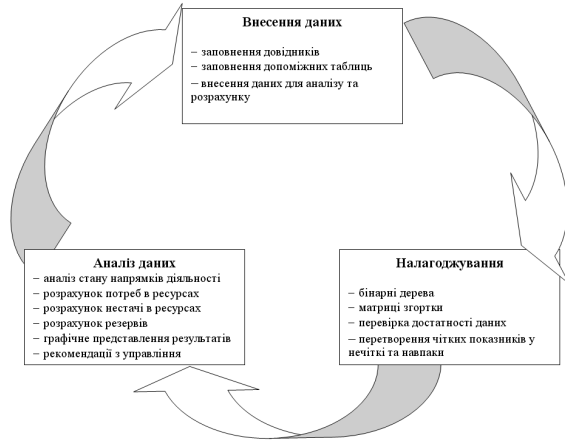 Внесення даних
– заповнення довідників
– заповнення допоміжних таблиць
– внесення даних для аналізу та
розрахунку
Аналіз даних
– аналіз стану напрямків діяльності
– розрахунок потреб в ресурсах
– розрахунок нестачі в ресурсах
– розрахунок резервів
– графічне представлення результатів
– рекомендації з управління
Налагоджування
– бінарні дерева
– матриці згортки
– перевірка достатності даних
– перетворення чітких показників у
нечіткі та навпаки